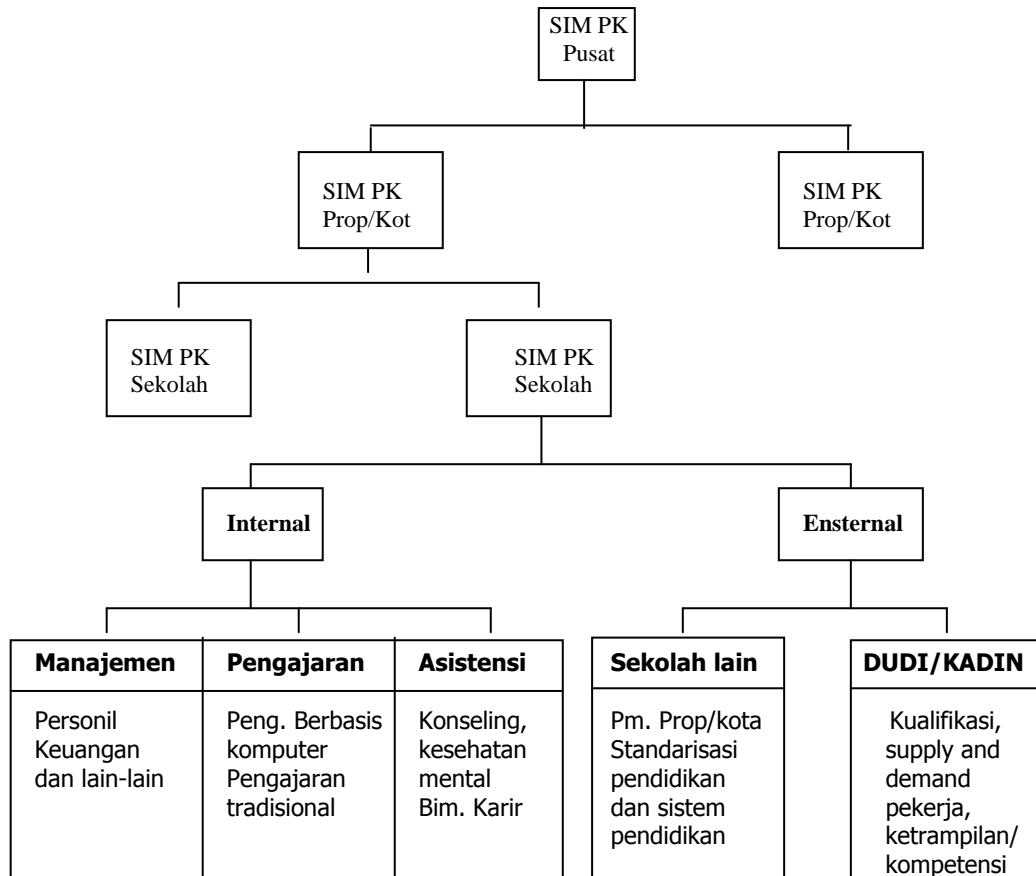 SIM PK
Pusat
SIM PK
Prop/Kot
SIM PK
Prop/Kot
SIM PK
Sekolah
SIM PK
Sekolah
Internal
Ensternal
Manajemen
Personil
Keuangan
dan lain-lain
Pengajaran
Peng. Berbasis
komputer
Pengajaran
tradisional
Asistensi
Konseling,
kesehatan
mental
Bim. Karir
Sekolah lain
Pm. Prop/kota
Standarisasi
pendidikan
dan sistem
pendidikan
DUDI/KADIN
Kualifikasi,
supply and
demand
pekerja,
ketrampilan/
kompetensi